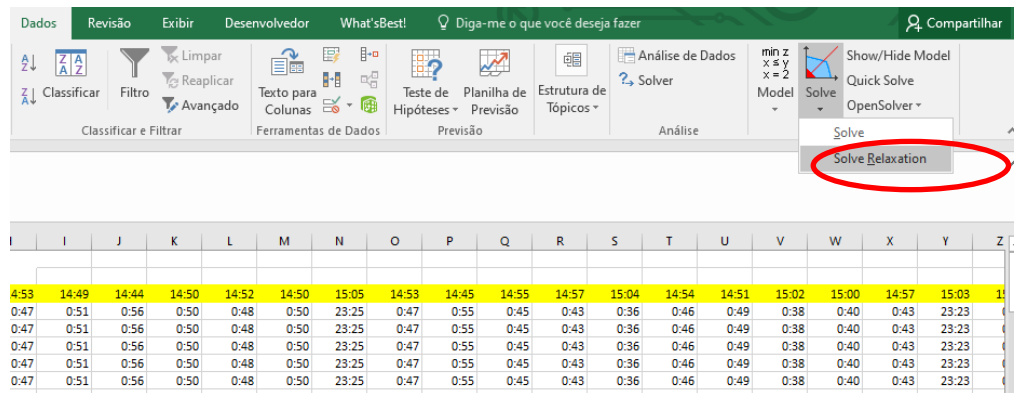 Dados Revisão Exibir Desenvolvedor What'sBest! Diga-me o que você deseja fazer Compartilhar
Limpar Análise de Dados min z Show/Hide Model
x ≤ y
Reaplicar Solver x = 2 Quick Solve
Classificar Filtro Avançado Texto para Colunas Teste de Hipóteses Planilha de Previsão Estrutura de Tópicos Model Solve OpenSolver
Classificar e Filtrar Ferramentas de Dados Previsão Análise
Solve
Solve Relaxation
I J K L M N O P Q R S T U V W X Y Z
4:53 14:49 14:44 14:50 14:52 14:50 15:05 14:53 14:45 14:55 14:57 15:04 14:54 14:51 15:02 15:00 14:57 15:03
0:47 0:51 0:56 0:50 0:48 0:50 23:25 0:47 0:55 0:45 0:43 0:36 0:46 0:49 0:38 0:40 0:43 23:23
0:47 0:51 0:56 0:50 0:48 0:50 23:25 0:47 0:55 0:45 0:43 0:36 0:46 0:49 0:38 0:40 0:43 23:23
0:47 0:51 0:56 0:50 0:48 0:50 23:25 0:47 0:55 0:45 0:43 0:36 0:46 0:49 0:38 0:40 0:43 23:23
0:47 0:51 0:56 0:50 0:48 0:50 23:25 0:47 0:55 0:45 0:43 0:36 0:46 0:49 0:38 0:40 0:43 23:23
0:47 0:51 0:56 0:50 0:48 0:50 23:25 0:47 0:55 0:45 0:43 0:36 0:46 0:49 0:38 0:40 0:43 23:23